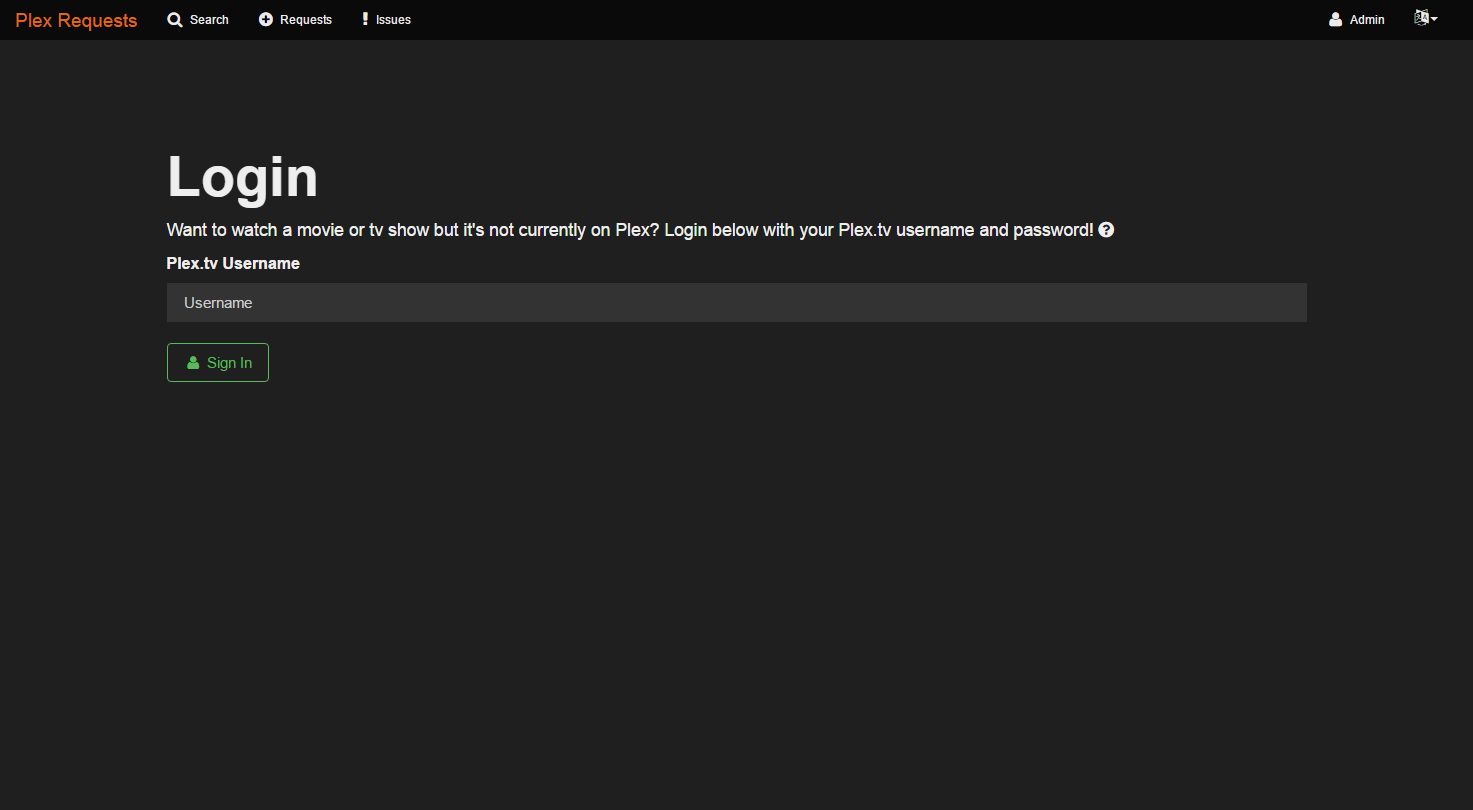 Plex Requests Search Requests Issues Admin
Login
Want to watch a movie or tv show but it's not currently on Plex? Login below with your Plex.tv username and password!
Plex.tv Username
Username
Sign In